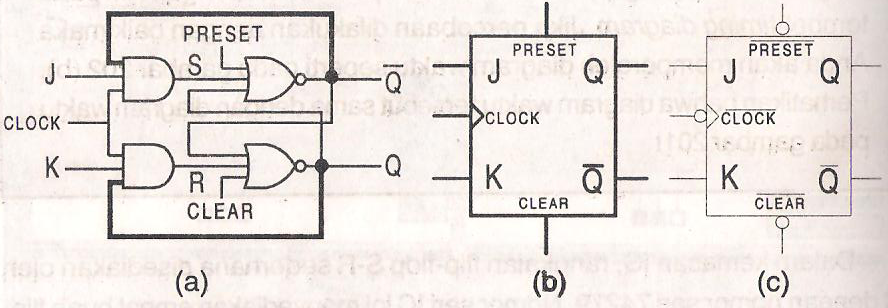 PRESET
J
S
Q
CLOCK
K
R
Q
CLEAR
(a)
PRESET
J Q
CLOCK
K Q̅
CLEAR
(b)
PRESET
J Q
CLOCK
K Q̅
CLEAR
(c)